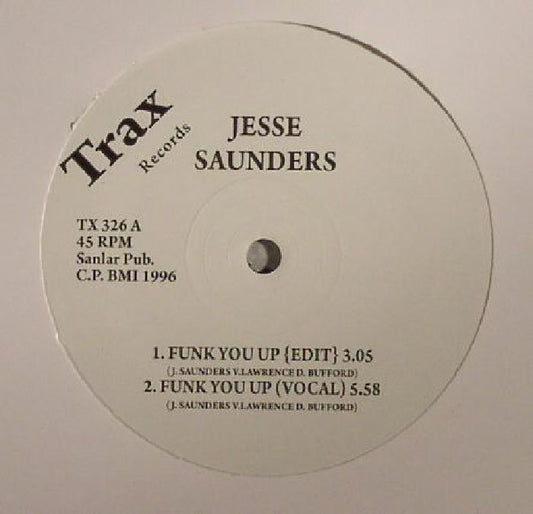 Trax
Records
JESSE
SAUNDERS
TX 326 A
45 RPM
Sanlar Pub.
C.P. BMI 1996
1. FUNK YOU UP {EDIT} 3.05
(J. SAUNDERS V.LAWRENCE D. BUFFORD)
2. FUNK YOU UP (VOCAL) 5.58
(J. SAUNDERS V.LAWRENCE D. BUFFORD)